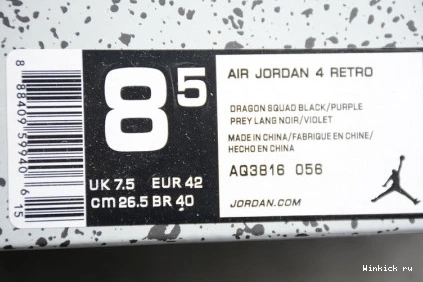 8 88409 59940 6 15
8 5
UK 7.5 EUR 42
cm 26.5 BR 40
AIR JORDAN 4 RETRO
DRAGON SQUAD BLACK/PURPLE
PREY LANG NOIR/VIOLET
MADE IN CHINA/FABRIQUE EN CHINE/
HECHO EN CHINA
AQ3816 056
JORDAN.COM
Winkick ru